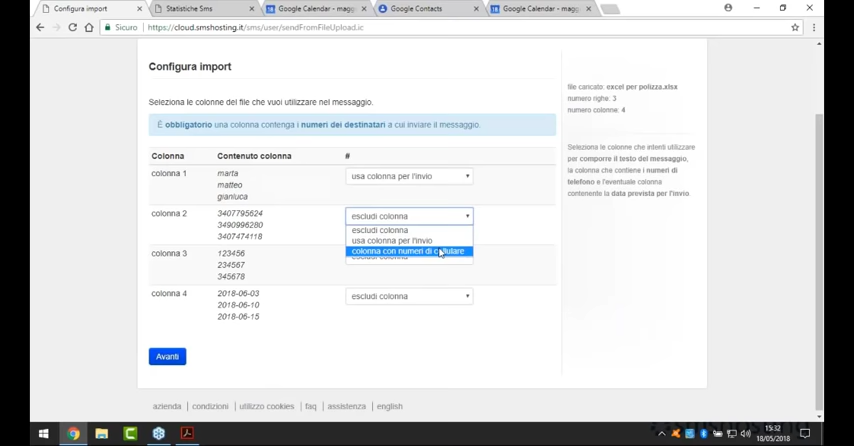 Configura import
Statistiche Sms
Google Calendar - magg
Google Contacts
Google Calendar - magg
Sicuro | https://cloud.smshosting.it/sms/user/sendFromFileUpload.ic
Configura import
Seleziona le colonne del file che vuoi utilizzare nel messaggio.
È obbligatorio una colonna contenga i numeri dei destinatari a cui inviare il messaggio.
Colonna Contenuto colonna #
colonna 1 marta usa colonna per l'invio
matteo
gianluca
colonna 2 3407795624 escludi colonna
3490996280 escludi colonna
3407474118 usa colonna per l'invio
colonna con numeri di cellulare
colonna 3 123456 escludi colonna
234567
345678
colonna 4 2018-06-03 escludi colonna
2018-06-10
2018-06-15
Avanti
file caricato: excel per polizza.xlsx
numero righe: 3
numero colonne: 4
Seleziona le colonne che intenti utilizzare
per comporre il testo del messaggio,
la colonna che contiene i numeri di
telefono e l'eventuale colonna
contenente la data prevista per l'invio.
azienda | condizioni | utilizzo cookies | faq | assistenza | english
smshosting
15:32
18/05/2018